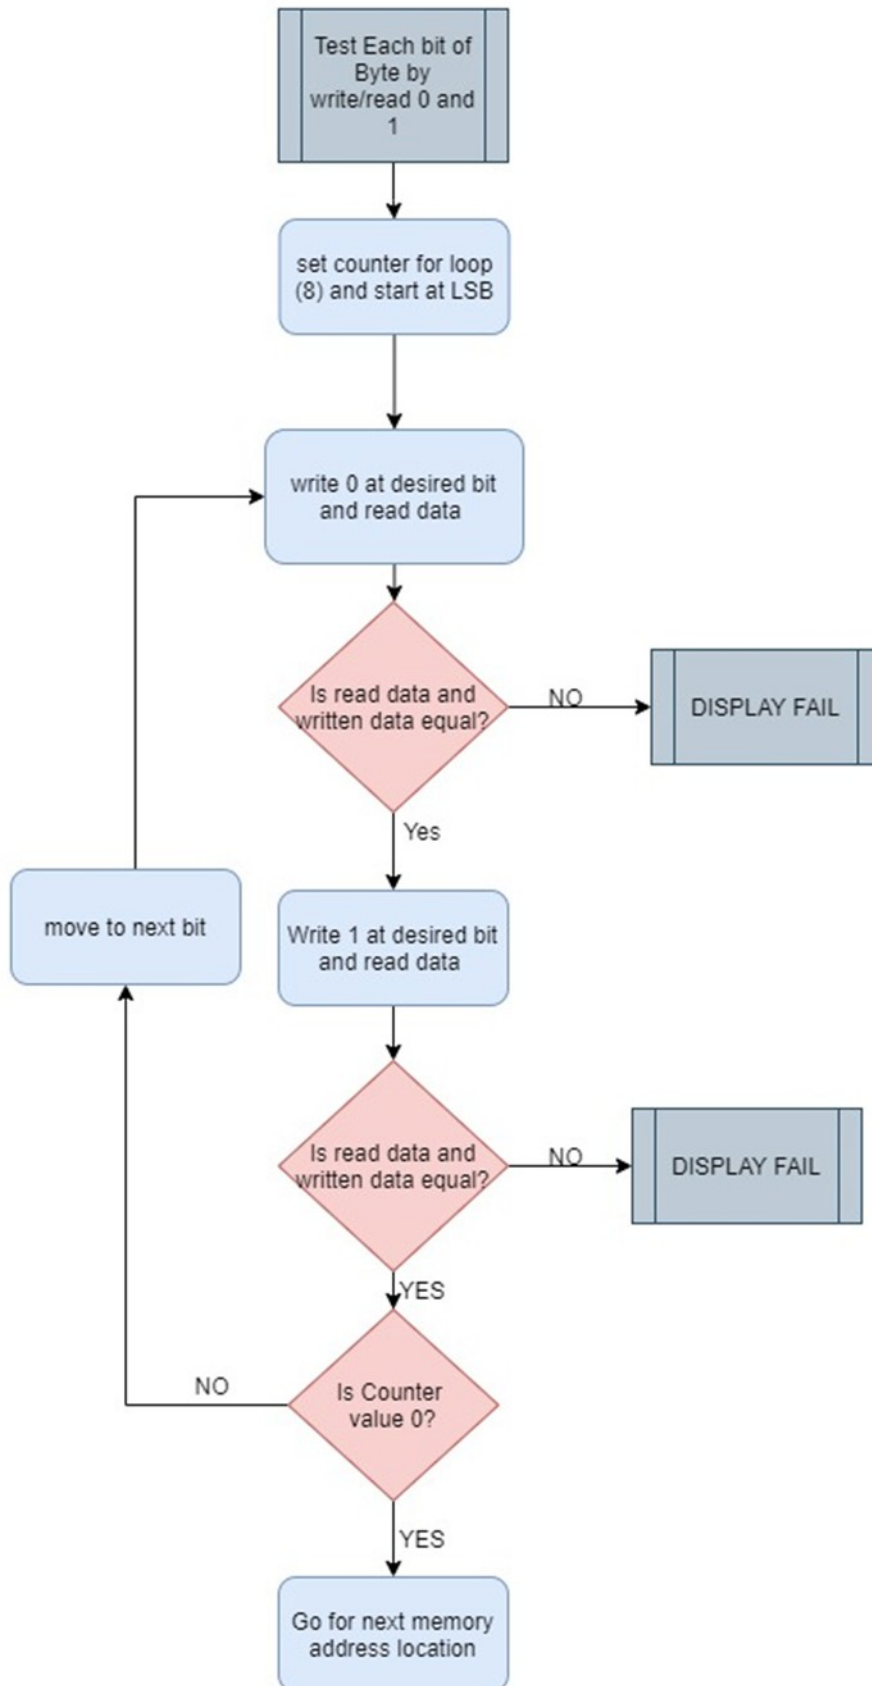 Test Each bit of
Byte by
write/read 0 and
1
set counter for loop
(8) and start at LSB
write 0 at desired bit
and read data
Is read data and
written data equal?
NO
DISPLAY FAIL
Yes
move to next bit
Write 1 at desired bit
and read data
Is read data and
written data equal?
NO
DISPLAY FAIL
YES
NO
Is Counter
value 0?
YES
Go for next memory
address location